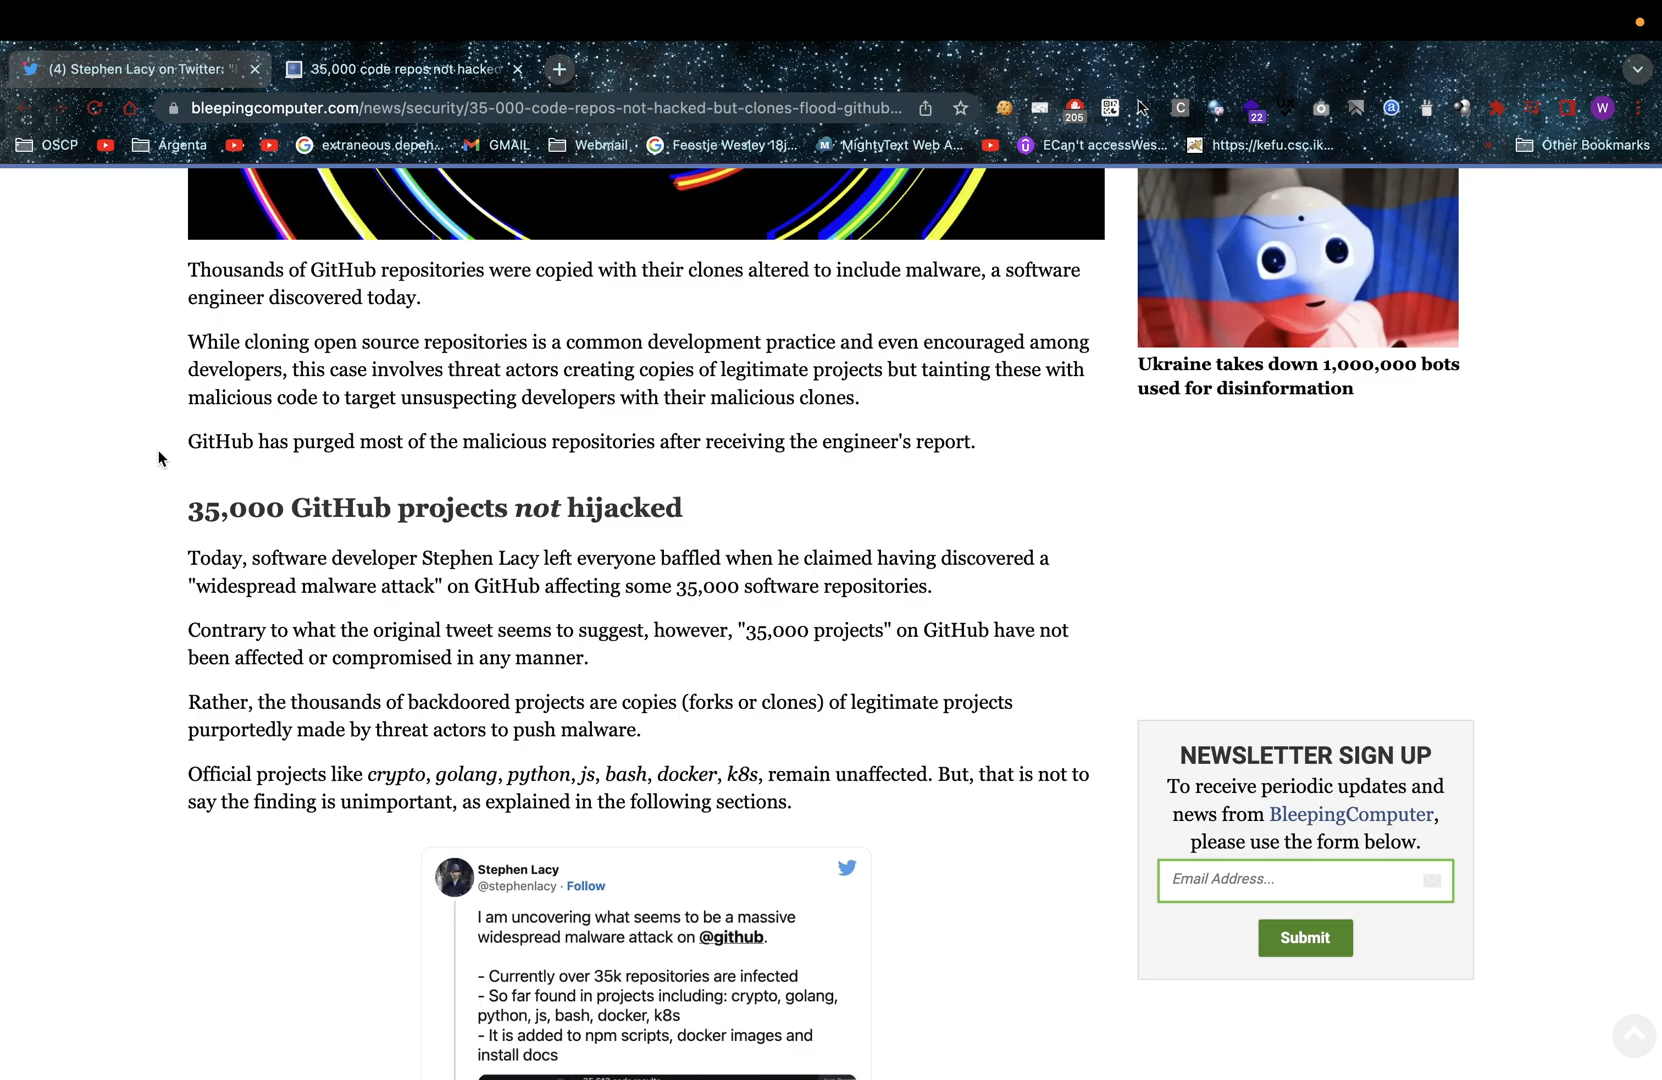 (4) Stephen Lacy on Twitter: "I
35,000 code repos not hacked
bleepingcomputer.com/news/security/35-000-code-repos-not-hacked-but-clones-flood-github...
205
C
22
UX
a
W
OSCP
Argenta
extraneous.depeh...
GMAIL
Webmail
Feestje Wesley 18j...
MightyText Web A...
ECan't accessWes...
https://kefu.csc.ik...
Other Bookmarks
Thousands of GitHub repositories were copied with their clones altered to include malware, a software
engineer discovered today.
While cloning open source repositories is a common development practice and even encouraged among
developers, this case involves threat actors creating copies of legitimate projects but tainting these with
malicious code to target unsuspecting developers with their malicious clones.
GitHub has purged most of the malicious repositories after receiving the engineer's report.
35,000 GitHub projects not hijacked
Today, software developer Stephen Lacy left everyone baffled when he claimed having discovered a
"widespread malware attack" on GitHub affecting some 35,000 software repositories.
Contrary to what the original tweet seems to suggest, however, "35,000 projects" on GitHub have not
been affected or compromised in any manner.
Rather, the thousands of backdoored projects are copies (forks or clones) of legitimate projects
purportedly made by threat actors to push malware.
Official projects like crypto, golang, python, js, bash, docker, k8s, remain unaffected. But, that is not to
say the finding is unimportant, as explained in the following sections.
Stephen Lacy
@stephenlacy · Follow
I am uncovering what seems to be a massive
widespread malware attack on @github.
- Currently over 35k repositories are infected
- So far found in projects including: crypto, golang,
python, js, bash, docker, k8s
- It is added to npm scripts, docker images and
install docs
Ukraine takes down 1,000,000 bots
used for disinformation
NEWSLETTER SIGN UP
To receive periodic updates and
news from BleepingComputer,
please use the form below.
Email Address...
Submit